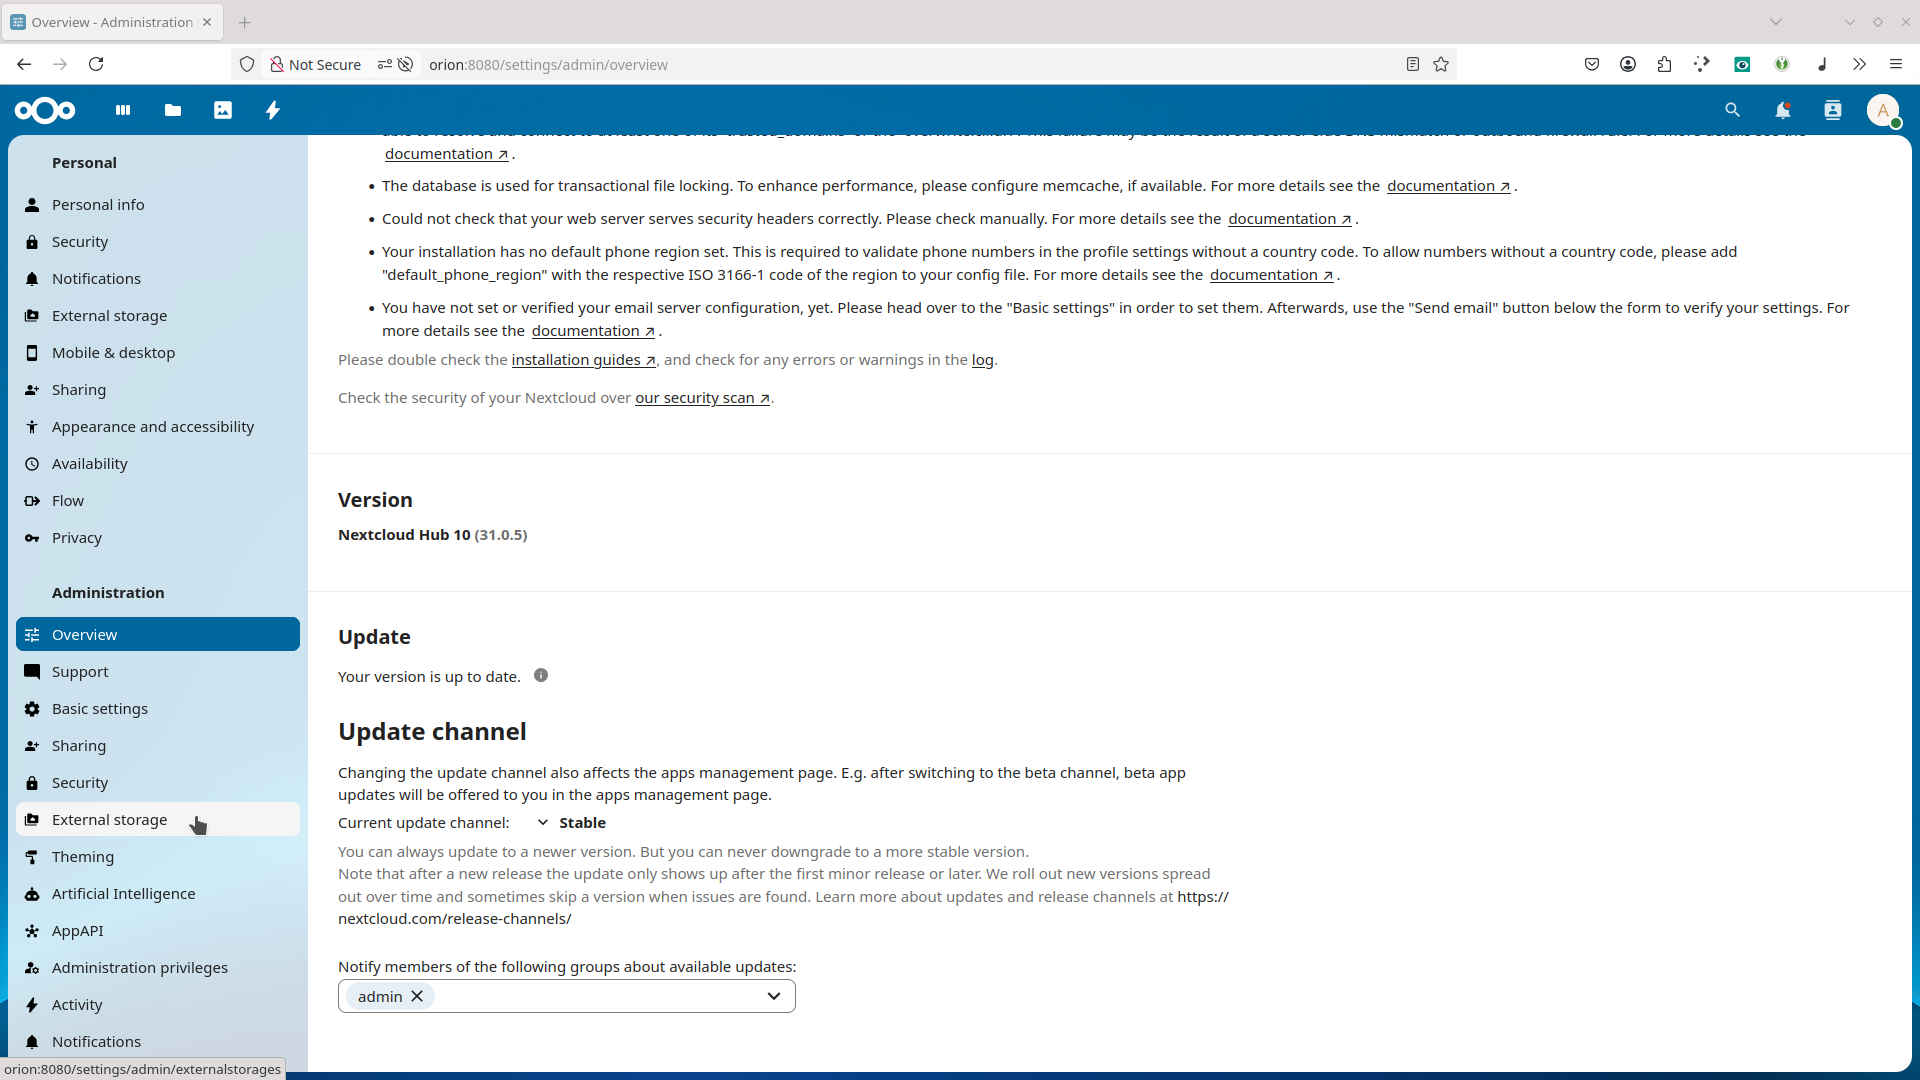 Overview - Administration
Not Secure
orion:8080/settings/admin/overview
A
Personal
Personal info
Security
Notifications
External storage
Mobile & desktop
Sharing
Appearance and accessibility
Availability
Flow
Privacy
Administration
Overview
Support
Basic settings
Sharing
Security
External storage
Theming
Artificial Intelligence
AppAPI
Administration privileges
Activity
Notifications
orion:8080/settings/admin/externalstorages
documentation ↗ .
• The database is used for transactional file locking. To enhance performance, please configure memcache, if available. For more details see the documentation ↗ .
• Could not check that your web server serves security headers correctly. Please check manually. For more details see the documentation ↗ .
• Your installation has no default phone region set. This is required to validate phone numbers in the profile settings without a country code. To allow numbers without a country code, please add
"default_phone_region" with the respective ISO 3166-1 code of the region to your config file. For more details see the documentation ↗ .
• You have not set or verified your email server configuration, yet. Please head over to the "Basic settings" in order to set them. Afterwards, use the "Send email" button below the form to verify your settings. For
more details see the documentation ↗ .
Please double check the installation guides ↗, and check for any errors or warnings in the log.
Check the security of your Nextcloud over our security scan ↗.
Version
Nextcloud Hub 10 (31.0.5)
Update
Your version is up to date.
Update channel
Changing the update channel also affects the apps management page. E.g. after switching to the beta channel, beta app
updates will be offered to you in the apps management page.
Current update channel: Stable
You can always update to a newer version. But you can never downgrade to a more stable version.
Note that after a new release the update only shows up after the first minor release or later. We roll out new versions spread
out over time and sometimes skip a version when issues are found. Learn more about updates and release channels at https://
nextcloud.com/release-channels/
Notify members of the following groups about available updates:
admin